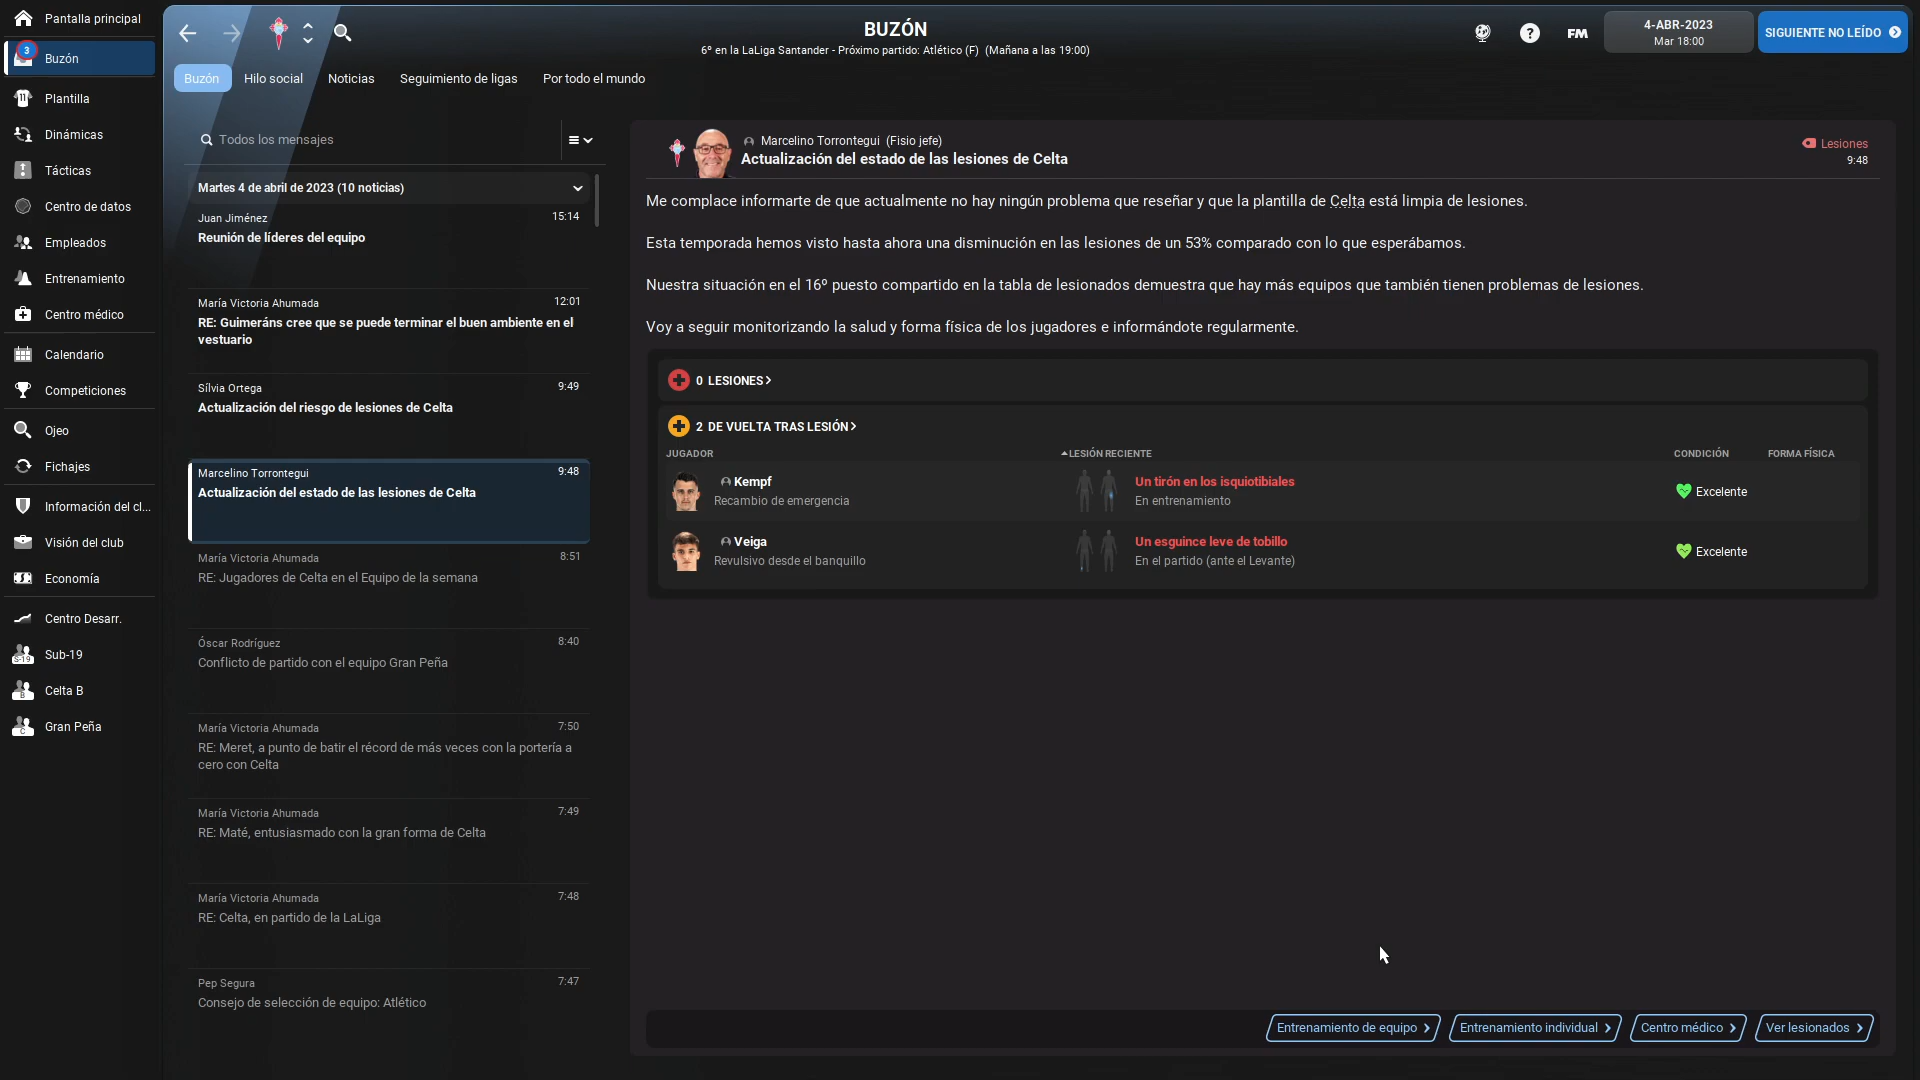 Pantalla principal
3
Buzón
Plantilla
Dinámicas
Tácticas
Centro de datos
Empleados
Entrenamiento
Centro médico
Calendario
Competiciones
Ojeo
Fichajes
Información del cl...
Visión del club
Economía
Centro Desarr.
S-19
Sub-19
B
Celta B
C
Gran Peña
BUZÓN
6º en la LaLiga Santander - Próximo partido: Atlético (F) (Mañana a las 19:00)
FM
4-ABR-2023
Mar 18:00
SIGUIENTE NO LEÍDO
Buzón
Hilo social
Noticias
Seguimiento de ligas
Por todo el mundo
Todos los mensajes
Martes 4 de abril de 2023 (10 noticias)
Juan Jiménez 15:14
Reunión de líderes del equipo
María Victoria Ahumada 12:01
RE: Guimeráns cree que se puede terminar el buen ambiente en el
vestuario
Sílvia Ortega 9:49
Actualización del riesgo de lesiones de Celta
Marcelino Torrontegui 9:48
Actualización del estado de las lesiones de Celta
María Victoria Ahumada 8:51
RE: Jugadores de Celta en el Equipo de la semana
Óscar Rodríguez 8:40
Conflicto de partido con el equipo Gran Peña
María Victoria Ahumada 7:50
RE: Meret, a punto de batir el récord de más veces con la portería a
cero con Celta
María Victoria Ahumada 7:49
RE: Maté, entusiasmado con la gran forma de Celta
María Victoria Ahumada 7:48
RE: Celta, en partido de la LaLiga
Pep Segura 7:47
Consejo de selección de equipo: Atlético
Marcelino Torrontegui (Fisio jefe)
Actualización del estado de las lesiones de Celta
Lesiones
9:48
Me complace informarte de que actualmente no hay ningún problema que reseñar y que la plantilla de Celta está limpia de lesiones.
Esta temporada hemos visto hasta ahora una disminución en las lesiones de un 53% comparado con lo que esperábamos.
Nuestra situación en el 16º puesto compartido en la tabla de lesionados demuestra que hay más equipos que también tienen problemas de lesiones.
Voy a seguir monitorizando la salud y forma física de los jugadores e informándote regularmente.
0 LESIONES
2 DE VUELTA TRAS LESIÓN
JUGADOR LESIÓN RECIENTE CONDICIÓN FORMA FÍSICA
Kempf
Recambio de emergencia
Un tirón en los isquiotibiales
En entrenamiento
Excelente
Veiga
Revulsivo desde el banquillo
Un esguince leve de tobillo
En el partido (ante el Levante)
Excelente
Entrenamiento de equipo
Entrenamiento individual
Centro médico
Ver lesionados